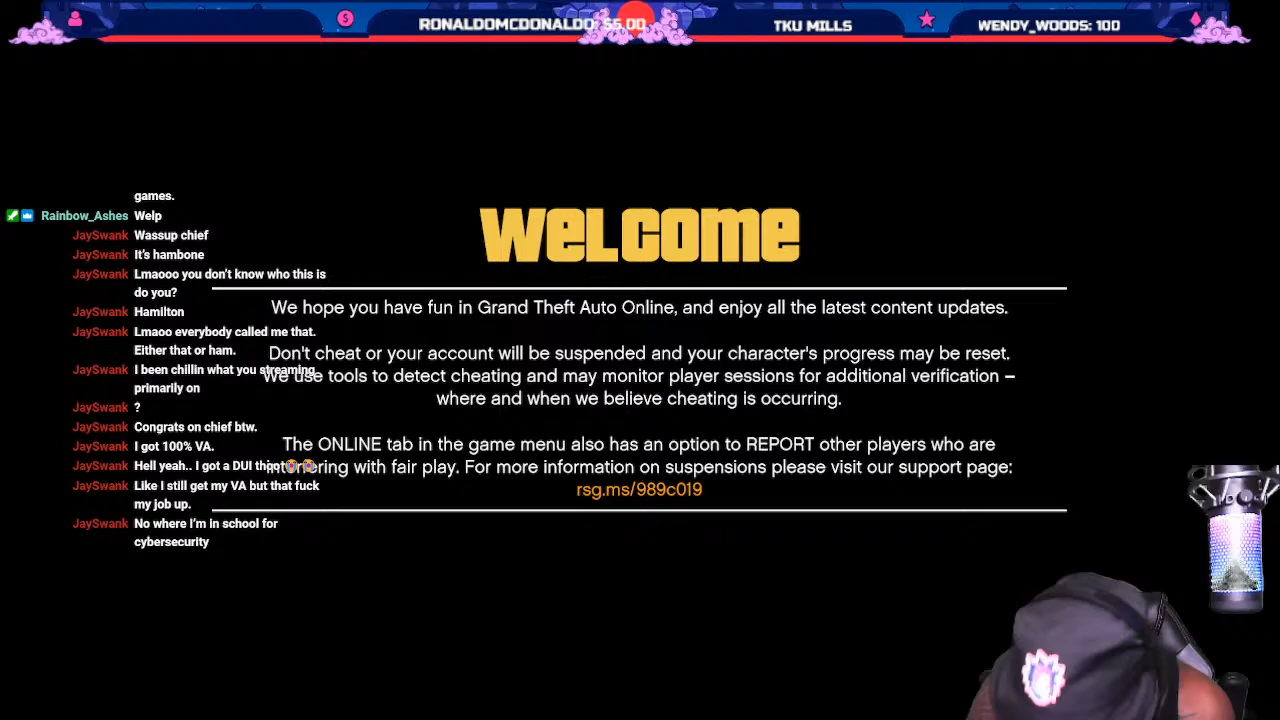 RONALDOMCDONALDO: $5.00
TKU MILLS
WENDY_WOODS: 100
games.
Rainbow_Ashes Welp
JaySwank Wassup chief
JaySwank It's hambone
JaySwank Lmaooo you don't know who this is
do you?
JaySwank Hamilton
JaySwank Lmaoo everybody called me that.
Either that or ham.
JaySwank I been chillin what you streaming
primarily on
JaySwank ?
JaySwank Congrats on chief btw.
JaySwank I got 100% VA.
JaySwank Hell yeah.. I got a DUI thoo😭😭
JaySwank Like I still get my VA but that fuck
my job up.
JaySwank No where I'm in school for
cybersecurity
WELCOME
We hope you have fun in Grand Theft Auto Online, and enjoy all the latest content updates.
Don't cheat or your account will be suspended and your character's progress may be reset.
We use tools to detect cheating and may monitor player sessions for additional verification –
where and when we believe cheating is occurring.
The ONLINE tab in the game menu also has an option to REPORT other players who are
interfering with fair play. For more information on suspensions please visit our support page:
rsg.ms/989c019